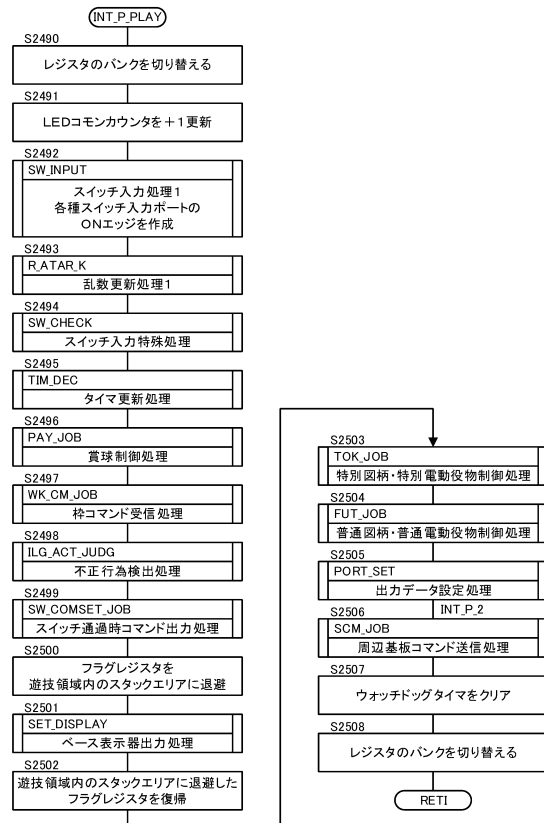 INT_P_PLAY
S2490
レジスタのバンクを切り替える
S2491
LEDコモンカウンタを+1更新
S2492
SW_INPUT
スイッチ入力処理1
各種スイッチ入力ポートの
ONエッジを作成
S2493
R_ATAR_K
乱数更新処理1
S2494
SW_CHECK
スイッチ入力特殊処理
S2495
TIM_DEC
タイマ更新処理
S2496
PAY_JOB
賞球制御処理
S2497
WK_CM_JOB
枠コマンド受信処理
S2498
ILG_ACT_JUDG
不正行為検出処理
S2499
SW_COMSET_JOB
スイッチ通過時コマンド出力処理
S2500
フラグレジスタを
遊技領域内のスタックエリアに退避
S2501
SET_DISPLAY
ベース表示器出力処理
S2502
遊技領域内のスタックエリアに退避した
フラグレジスタを復帰
S2503
TOK_JOB
特別図柄・特別電動役物制御処理
S2504
FUT_JOB
普通図柄・普通電動役物制御処理
S2505
PORT_SET
出力データ設定処理
INT_P_2
S2506
SCM_JOB
周辺基板コマンド送信処理
S2507
ウォッチドッグタイマをクリア
S2508
レジスタのバンクを切り替える
RETI